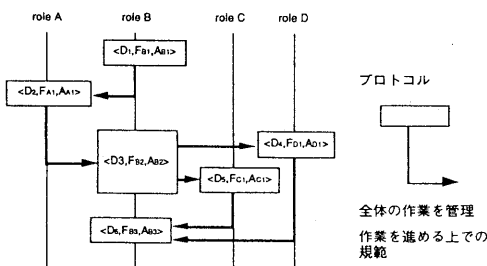 role A role B role C role D
<D1,FB1,AB1>
<D2,FA1,AA1>
プロトコル
<D4,FD1,AD1>
<D3,FB2,AB2>
<D5,FC1,AC1>
全体の作業を管理
<D6,FB3,AB3>
作業を進める上での
規範